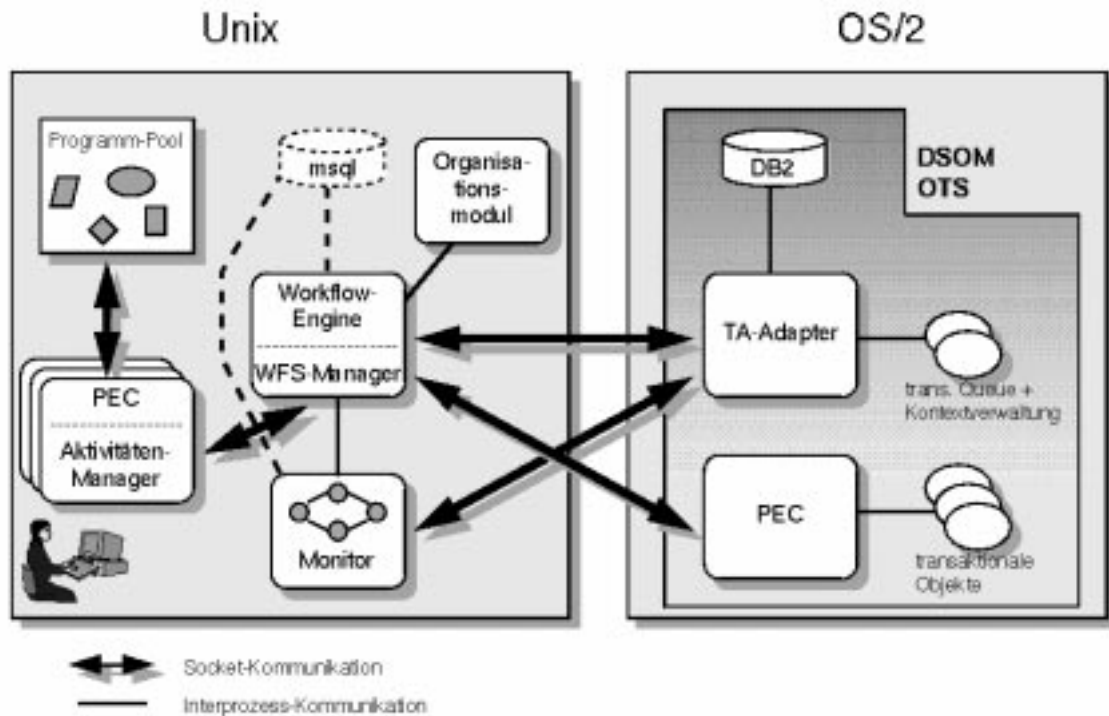 Unix
OS/2
Programm-Pool
msql
Organisa-
tions-
modul
Workflow-
Engine
WFS-Manager
PEC
Aktivitäten-
Manager
Monitor
DB2
DSOM
OTS
TA-Adapter
trans. Queue +
Kontextverwaltung
PEC
transaktionale
Objekte
Socket-Kommunikation
Interprozess-Kommunikation